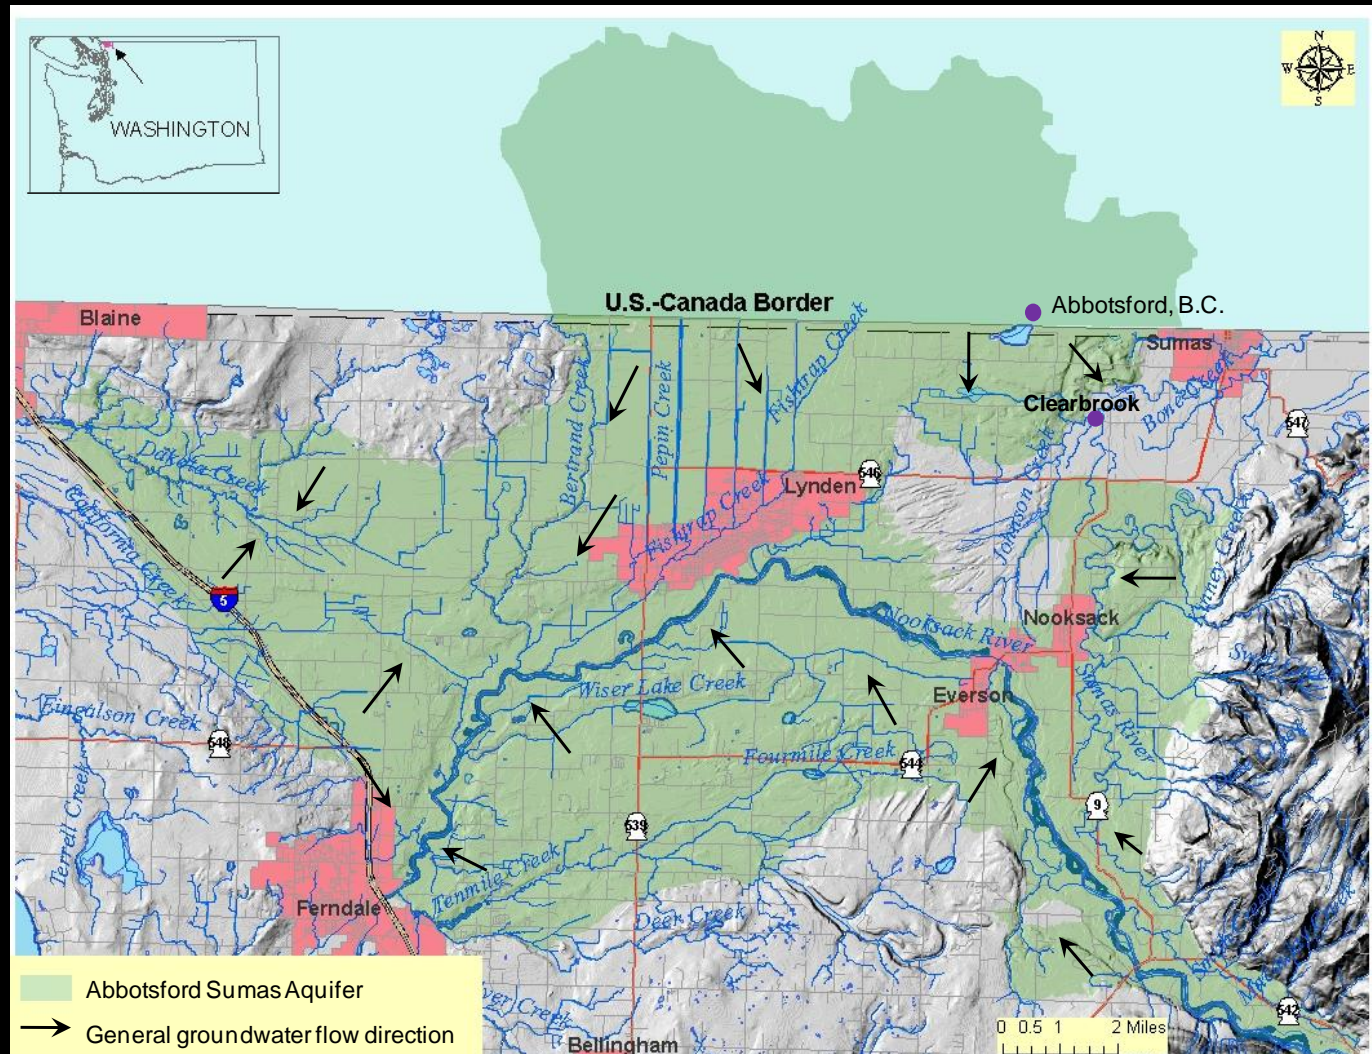 N
W E
S
WASHINGTON
U.S.-Canada Border
Abbotsford, B.C.
Blaine
Sumas
Bertrand Creek
Pepin Creek
Fishtrap Creek
Clearbrook
Bone Creek
547
Dakota Creek
546
Lynden
Fishtrap Creek
Johnson Creek
California Creek
5
Nooksack
Nooksack River
Everson
Sumas River
Wiser Lake Creek
548
Fourmile Creek
544
Terrell Creek
9
539
Tenmile Creek
Ferndale
Deer Creek
542
Abbotsford Sumas Aquifer
General groundwater flow direction
Creek
Bellingham
0 0.5 1 2 Miles